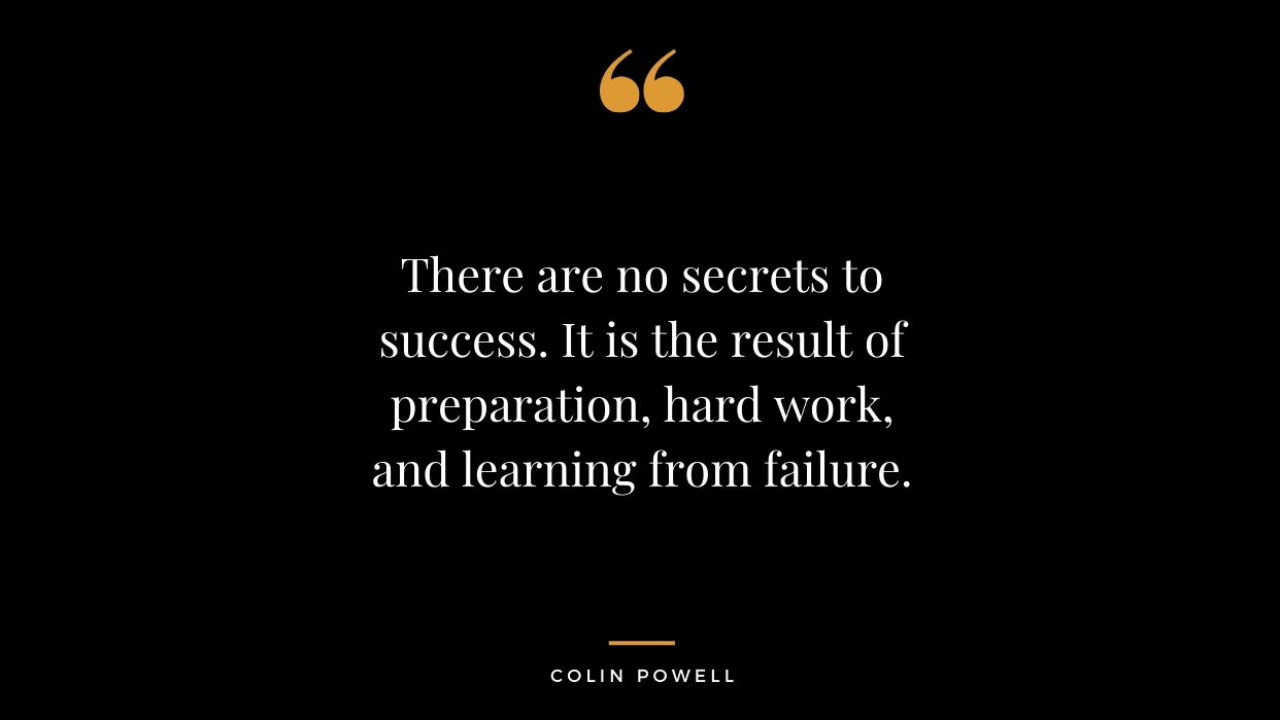 “
There are no secrets to
success. It is the result of
preparation, hard work,
and learning from failure.
COLIN POWELL